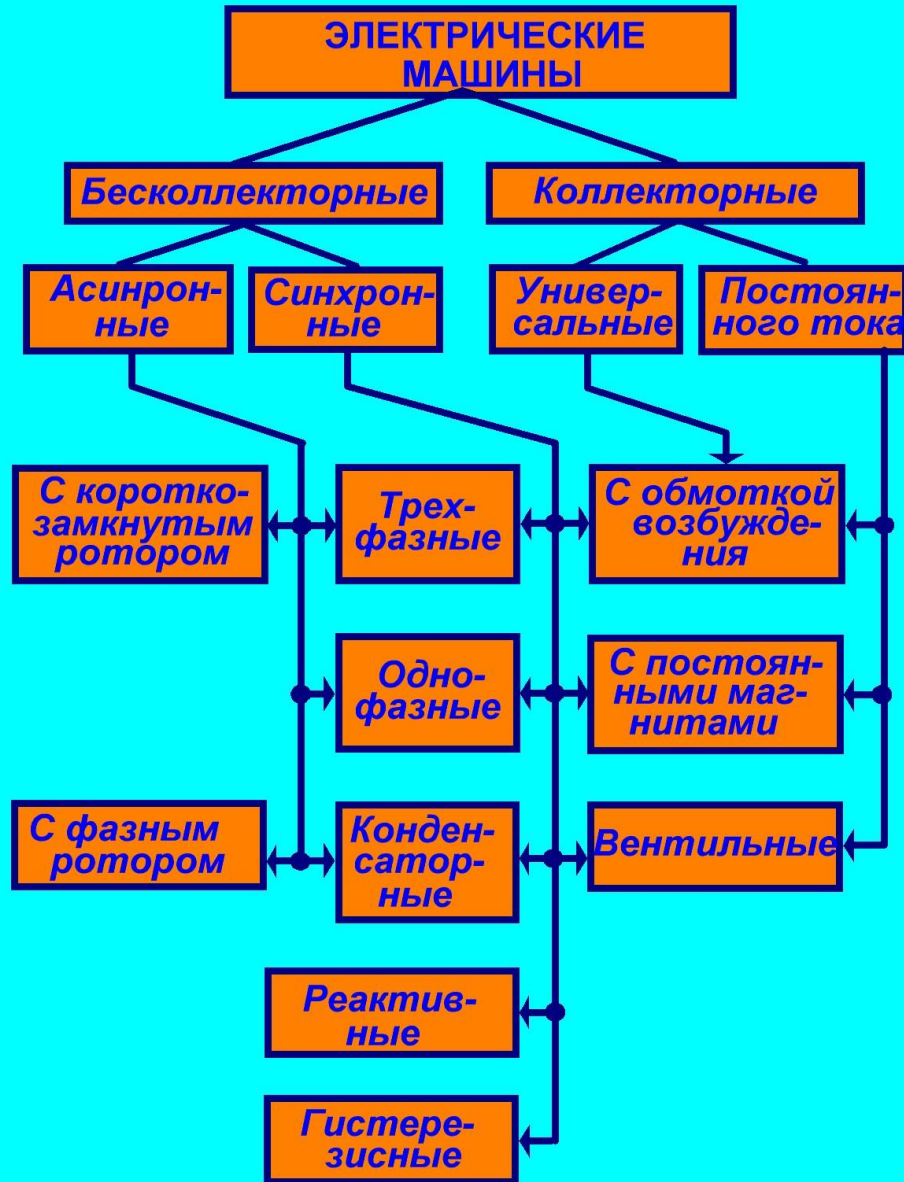 ЭЛЕКТРИЧЕСКИЕ
МАШИНЫ
Бесколлекторные
Коллекторные
Асинрон-
ные
Синхрон-
ные
Универ-
сальные
Постоян-
ного тока
С коротко-
замкнутым
ротором
Трех-
фазные
С обмоткой
возбужде-
ния
Одно-
фазные
С постоян-
ными маг-
нитами
С фазным
ротором
Конден-
сатор-
ные
Вентильные
Реактив-
ные
Гистере-
зисные